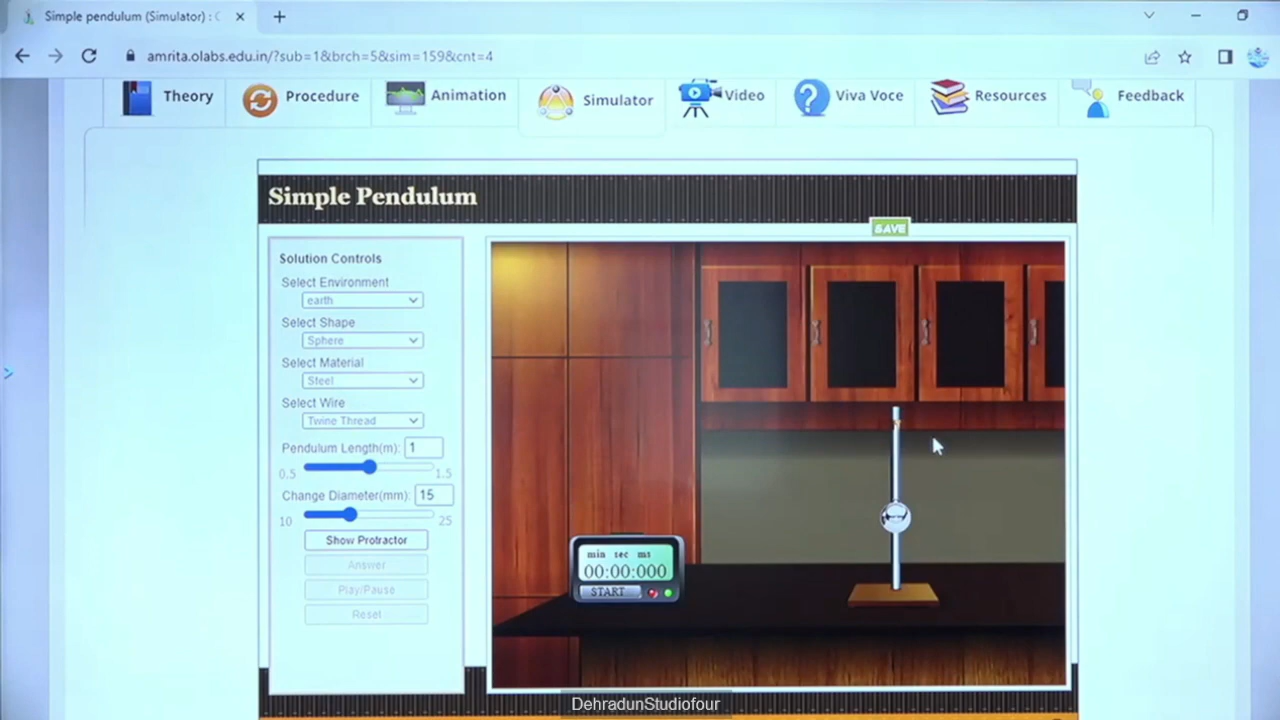 Simple pendulum (Simulator) : C
amrita.olabs.edu.in/?sub=1&brch=5&sim=159&cnt=4
Theory
Procedure
Animation
Simulator
Video
Viva Voce
Resources
Feedback
Simple Pendulum
SAVE
Solution Controls
Select Environment
earth
Select Shape
Sphere
Select Material
Steel
Select Wire
Twine Thread
Pendulum Length(m): 1
0.5 1.5
Change Diameter(mm): 15
10 25
Show Protractor
Answer
Play/Pause
Reset
min sec ms
00:00:000
START
DehradunStudiofour